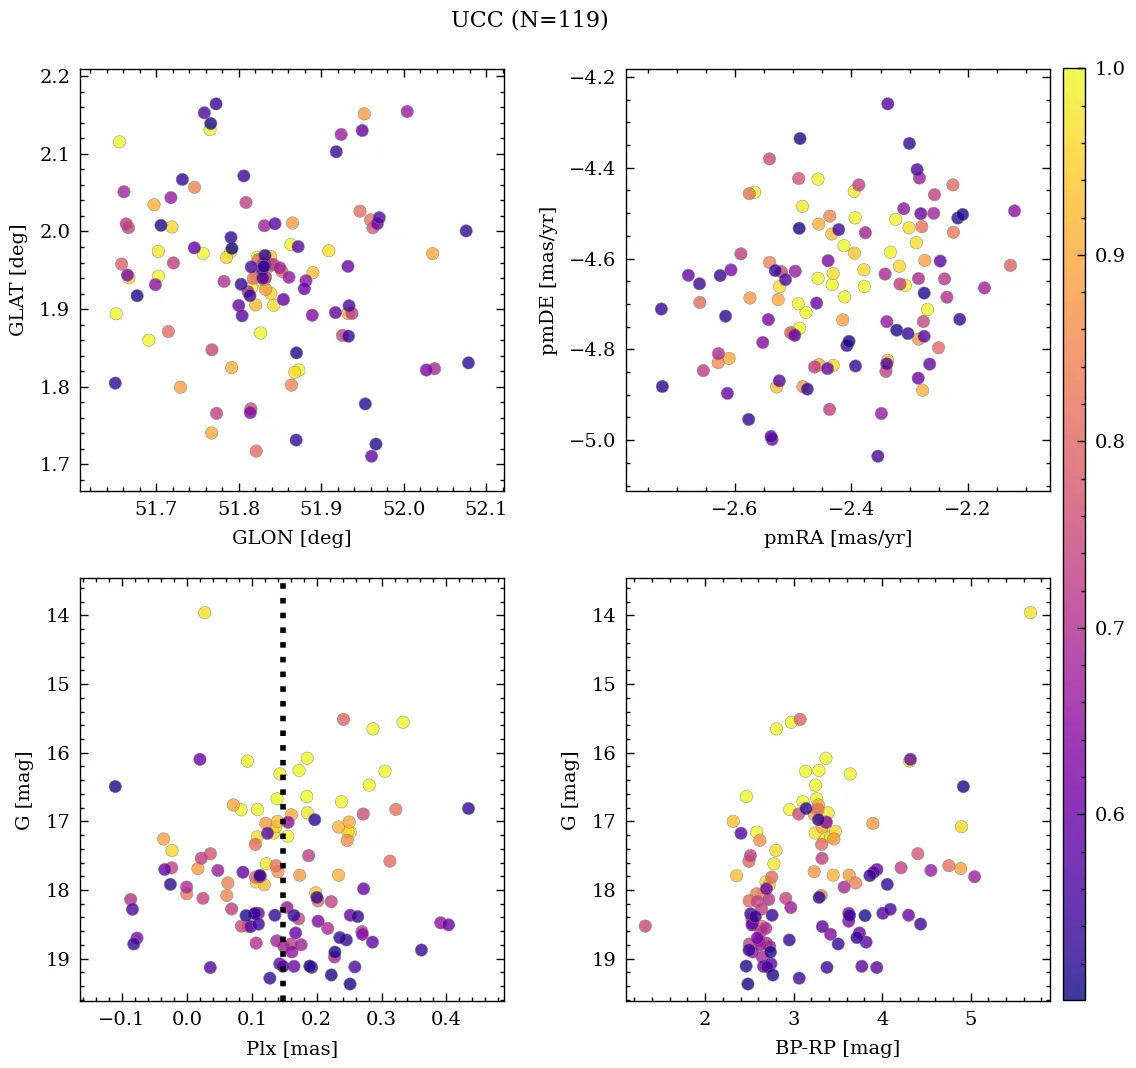 UCC (N=119)
2.2
2.1
2.0
1.9
1.8
1.7
GLAT [deg]
51.7 51.8 51.9 52.0 52.1
GLON [deg]
−4.2
−4.4
−4.6
−4.8
−5.0
pmDE [mas/yr]
−2.6 −2.4 −2.2
pmRA [mas/yr]
1.0
0.9
0.8
0.7
0.6
14
15
16
17
18
19
G [mag]
−0.1 0.0 0.1 0.2 0.3 0.4
Plx [mas]
14
15
16
17
18
19
G [mag]
2 3 4 5
BP-RP [mag]